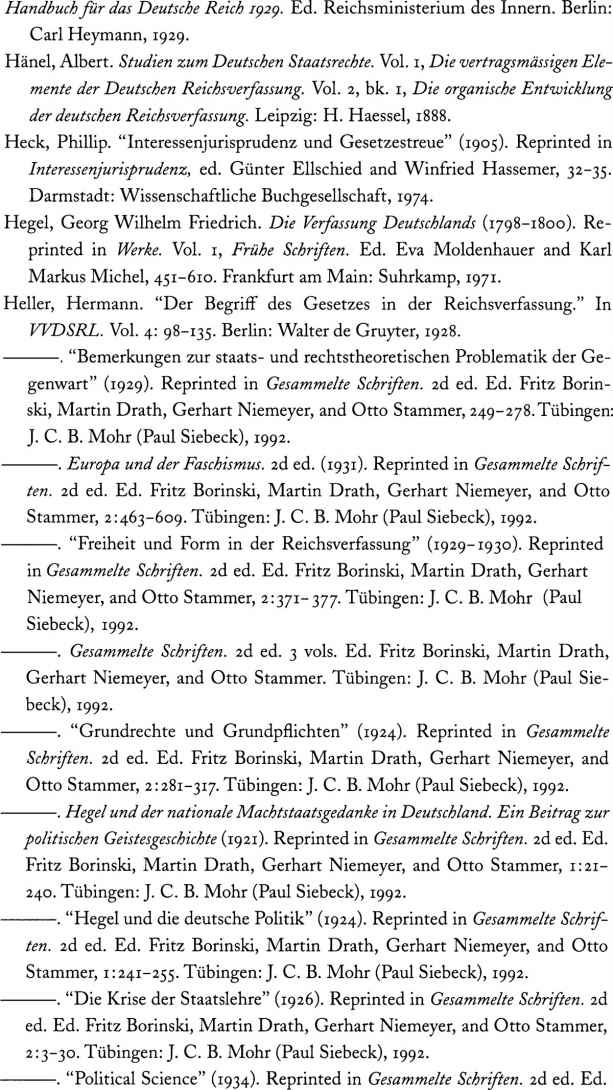 Handbuch für das Deutsche Reich 1929. Ed. Reichsministerium des Innern. Berlin:
Carl Heymann, 1929.
Hänel, Albert. Studien zum Deutschen Staatsrechte. Vol. 1, Die vertragsmässigen Ele-
mente der Deutschen Reichsverfassung. Vol. 2, bk. 1, Die organische Entwicklung
der deutschen Reichsverfassung. Leipzig: H. Haessel, 1888.
Heck, Phillip. “Interessenjurisprudenz und Gesetzestreue” (1905). Reprinted in
Interessenjurisprudenz, ed. Günter Ellschied and Winfried Hassemer, 32–35.
Darmstadt: Wissenschaftliche Buchgesellschaft, 1974.
Hegel, Georg Wilhelm Friedrich. Die Verfassung Deutschlands (1798–1800). Re-
printed in Werke. Vol. 1, Frühe Schriften. Ed. Eva Moldenhauer and Karl
Markus Michel, 451–610. Frankfurt am Main: Suhrkamp, 1971.
Heller, Hermann. “Der Begriff des Gesetzes in der Reichsverfassung.” In
VVDSRL. Vol. 4: 98–135. Berlin: Walter de Gruyter, 1928.
———. “Bemerkungen zur staats- und rechtstheoretischen Problematik der Ge-
genwart” (1929). Reprinted in Gesammelte Schriften. 2d ed. Ed. Fritz Borin-
ski, Martin Drath, Gerhart Niemeyer, and Otto Stammer, 249–278. Tübingen:
J. C. B. Mohr (Paul Siebeck), 1992.
———. Europa und der Faschismus. 2d ed. (1931). Reprinted in Gesammelte Schrif-
ten. 2d ed. Ed. Fritz Borinski, Martin Drath, Gerhart Niemeyer, and Otto
Stammer, 2:463–609. Tübingen: J. C. B. Mohr (Paul Siebeck), 1992.
———. “Freiheit und Form in der Reichsverfassung” (1929–1930). Reprinted
in Gesammelte Schriften. 2d ed. Ed. Fritz Borinski, Martin Drath, Gerhart
Niemeyer, and Otto Stammer, 2:371–377. Tübingen: J. C. B. Mohr (Paul
Siebeck), 1992.
———. Gesammelte Schriften. 2d ed. 3 vols. Ed. Fritz Borinski, Martin Drath,
Gerhart Niemeyer, and Otto Stammer. Tübingen: J. C. B. Mohr (Paul Sie-
beck), 1992.
———. “Grundrechte und Grundpflichten” (1924). Reprinted in Gesammelte
Schriften. 2d ed. Ed. Fritz Borinski, Martin Drath, Gerhart Niemeyer, and
Otto Stammer, 2:281–317. Tübingen: J. C. B. Mohr (Paul Siebeck), 1992.
———. Hegel und der nationale Machtstaatsgedanke in Deutschland. Ein Beitrag zur
politischen Geistesgeschichte (1921). Reprinted in Gesammelte Schriften. 2d ed. Ed.
Fritz Borinski, Martin Drath, Gerhart Niemeyer, and Otto Stammer, 1:21–
240. Tübingen: J. C. B. Mohr (Paul Siebeck), 1992.
———. “Hegel und die deutsche Politik” (1924). Reprinted in Gesammelte Schrif-
ten. 2d ed. Ed. Fritz Borinski, Martin Drath, Gerhart Niemeyer, and Otto
Stammer, 1:241–255. Tübingen: J. C. B. Mohr (Paul Siebeck), 1992.
———. “Die Krise der Staatslehre” (1926). Reprinted in Gesammelte Schriften. 2d
ed. Ed. Fritz Borinski, Martin Drath, Gerhart Niemeyer, and Otto Stammer,
2:3–30. Tübingen: J. C. B. Mohr (Paul Siebeck), 1992.
———. “Political Science” (1934). Reprinted in Gesammelte Schriften. 2d ed. Ed.